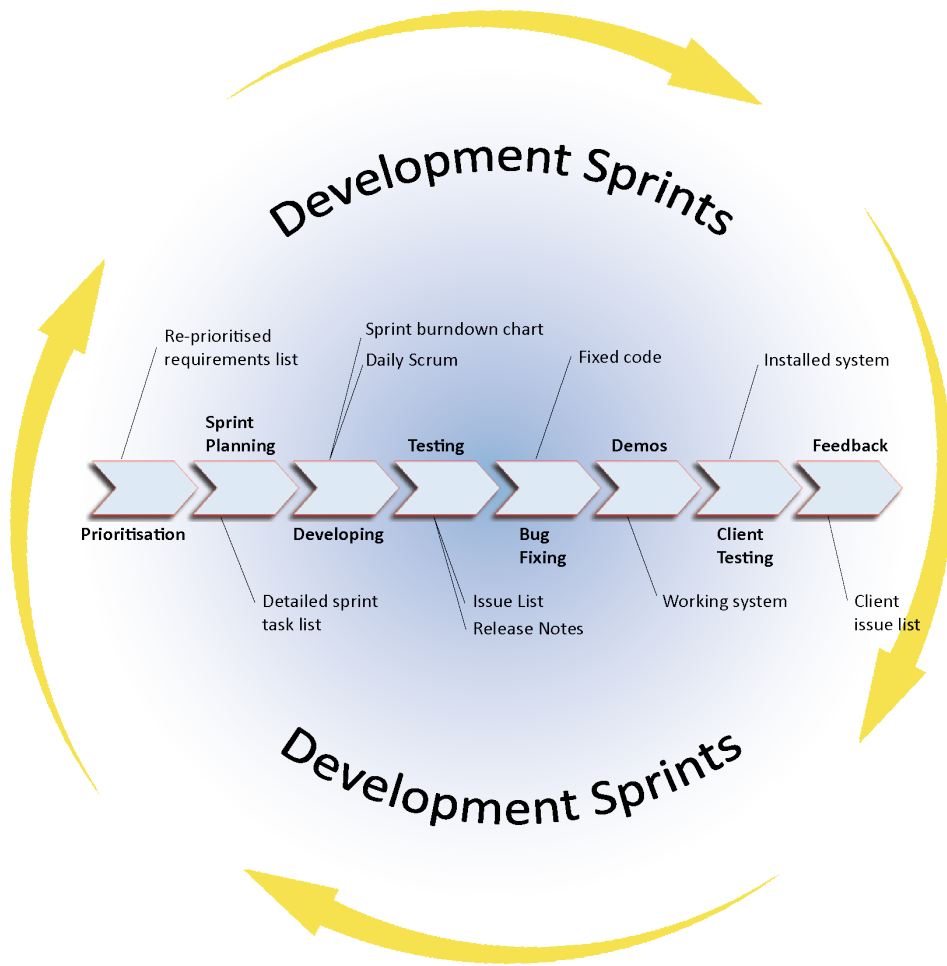 Development Sprints
Re-prioritised
requirements list
Sprint burndown chart
Daily Scrum
Fixed code
Installed system
Sprint
Planning
Testing
Demos
Feedback
Prioritisation
Developing
Bug
Fixing
Client
Testing
Detailed sprint
task list
Issue List
Release Notes
Working system
Client
issue list
Development Sprints